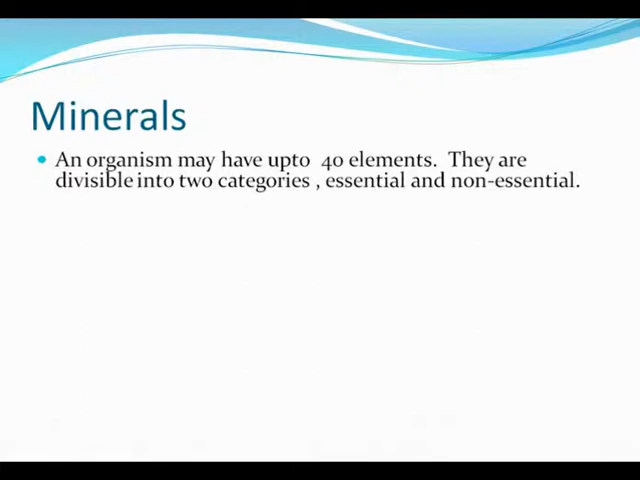 Minerals
An organism may have upto 40 elements. They are
divisible into two categories , essential and non-essential.